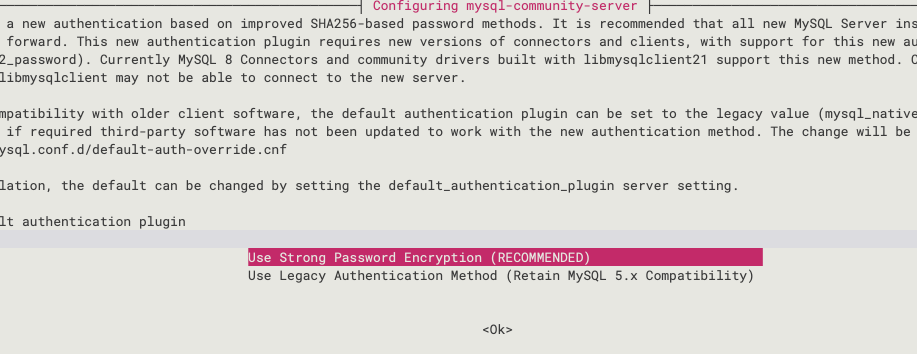 Configuring mysql-community-server
a new authentication based on improved SHA256-based password methods. It is recommended that all new MySQL Server ins
forward. This new authentication plugin requires new versions of connectors and clients, with support for this new au
2_password). Currently MySQL 8 Connectors and community drivers built with libmysqlclient21 support this new method. O
libmysqlclient may not be able to connect to the new server.
mpatibility with older client software, the default authentication plugin can be set to the legacy value (mysql_native
if required third-party software has not been updated to work with the new authentication method. The change will be
ysql.conf.d/default-auth-override.cnf
lation, the default can be changed by setting the default_authentication_plugin server setting.
lt authentication plugin
Use Strong Password Encryption (RECOMMENDED)
Use Legacy Authentication Method (Retain MySQL 5.x Compatibility)
<Ok>